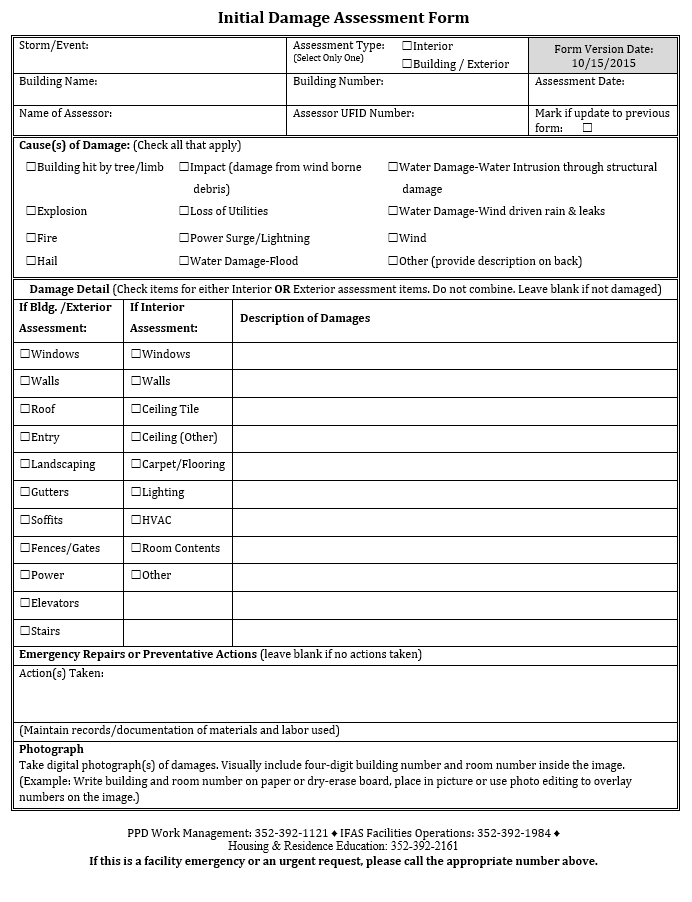 Initial Damage Assessment Form
Storm/Event:
Assessment Type: ☐Interior
(Select Only One)
☐Building / Exterior
Form Version Date:
10/15/2015
Building Name:
Building Number:
Assessment Date:
Name of Assessor:
Assessor UFID Number:
Mark if update to previous
form: ☐
Cause(s) of Damage: (Check all that apply)
☐Building hit by tree/limb
☐Impact (damage from wind borne
debris)
☐Water Damage-Water Intrusion through structural
damage
☐Explosion
☐Loss of Utilities
☐Water Damage-Wind driven rain & leaks
☐Fire
☐Power Surge/Lightning
☐Wind
☐Hail
☐Water Damage-Flood
☐Other (provide description on back)
Damage Detail (Check items for either Interior OR Exterior assessment items. Do not combine. Leave blank if not damaged)
If Bldg. /Exterior
Assessment:
If Interior
Assessment:
Description of Damages
☐Windows
☐Windows
☐Walls
☐Walls
☐Roof
☐Ceiling Tile
☐Entry
☐Ceiling (Other)
☐Landscaping
☐Carpet/Flooring
☐Gutters
☐Lighting
☐Soffits
☐HVAC
☐Fences/Gates
☐Room Contents
☐Power
☐Other
☐Elevators
☐Stairs
Emergency Repairs or Preventative Actions (leave blank if no actions taken)
Action(s) Taken:
(Maintain records/documentation of materials and labor used)
Photograph
Take digital photograph(s) of damages. Visually include four-digit building number and room number inside the image.
(Example: Write building and room number on paper or dry-erase board, place in picture or use photo editing to overlay
numbers on the image.)
PPD Work Management: 352-392-1121 ♦ IFAS Facilities Operations: 352-392-1984 ♦
Housing & Residence Education: 352-392-2161
If this is a facility emergency or an urgent request, please call the appropriate number above.